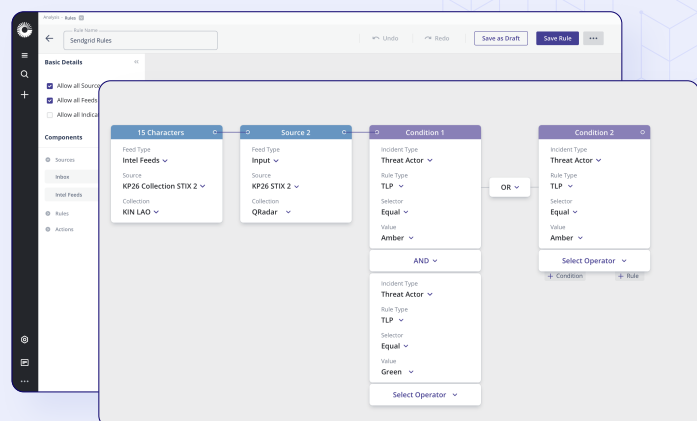 Analysis Rules
Rule Name
Sendgrid Rules
Undo
Redo
Save as Draft
Save Rule
Basic Details
Allow all Sourc
Allow all Feeds
Allow all Indica
Components
Sources
Inbox
Intel Feeds
Rules
Actions
15 Characters
Feed Type
Intel Feeds
Source
KP26 Collection STIX 2
Collection
KIN LAO
Source 2
Feed Type
Input
Source
KP26 STIX 2
Collection
QRadar
Condition 1
Incident Type
Threat Actor
Rule Type
TLP
Selector
Equal
Value
Amber
AND
Incident Type
Threat Actor
Rule Type
TLP
Selector
Equal
Value
Green
Select Operator
OR
Condition 2
Incident Type
Threat Actor
Rule Type
TLP
Selector
Equal
Value
Amber
Select Operator
+ Condition
+ Rule